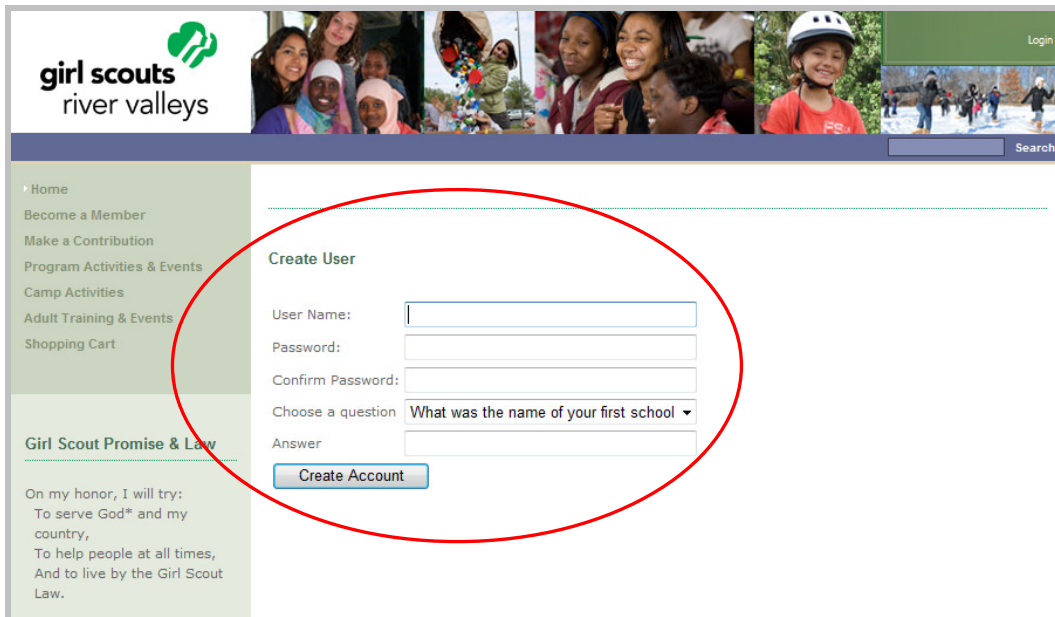 girl scouts
river valleys
Login
Search
Home
Become a Member
Make a Contribution
Program Activities & Events
Camp Activities
Adult Training & Events
Shopping Cart
Girl Scout Promise & Law
On my honor, I will try:
To serve God* and my
country,
To help people at all times,
And to live by the Girl Scout
Law.
Create User
User Name:
Password:
Confirm Password:
Choose a question What was the name of your first school
Answer
Create Account